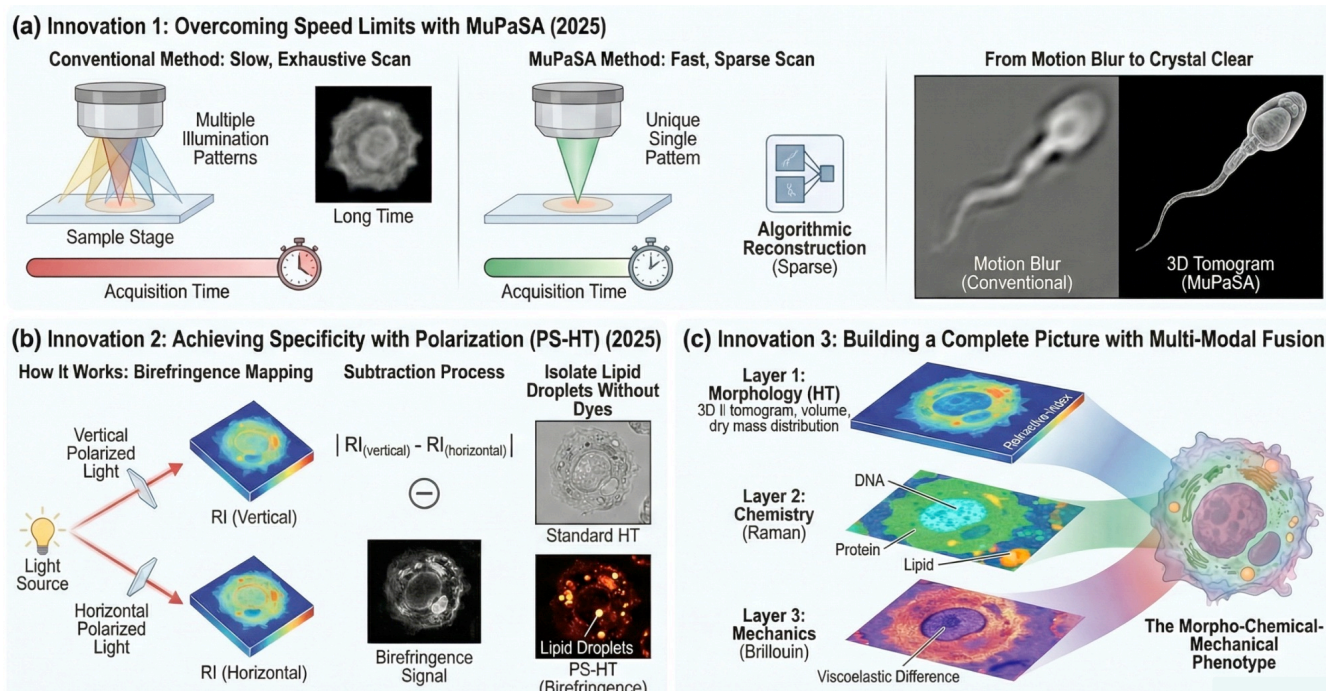 (a) Innovation 1: Overcoming Speed Limits with MuPaSA (2025)
Conventional Method: Slow, Exhaustive Scan
Multiple
Illumination
Patterns
Long Time
Sample Stage
Acquisition Time
MuPaSA Method: Fast, Sparse Scan
Unique
Single
Pattern
Algorithmic
Reconstruction
(Sparse)
Acquisition Time
From Motion Blur to Crystal Clear
Motion Blur
(Conventional)
3D Tomogram
(MuPaSA)
(b) Innovation 2: Achieving Specificity with Polarization (PS-HT) (2025)
How It Works: Birefringence Mapping
Vertical
Polarized
Light
RI (Vertical)
Light
Source
Horizontal
Polarized
Light
RI (Horizontal)
Subtraction Process
| RI(vertical) - RI(horizontal) |
Birefringence
Signal
Isolate Lipid
Droplets Without
Dyes
Standard HT
Lipid Droplets
PS-HT
(Birefringence)
(c) Innovation 3: Building a Complete Picture with Multi-Modal Fusion
Layer 1:
Morphology (HT)
3D II tomogram, volume,
dry mass distribution
Layer 2:
Chemistry
(Raman)
DNA
Protein
Lipid
Layer 3:
Mechanics
(Brillouin)
Viscoelastic Difference
The Morpho-Chemical-
Mechanical
Phenotype